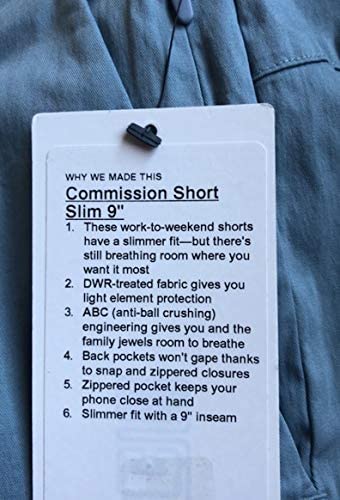 WHY WE MADE THIS
Commission Short
Slim 9"
1. These work-to-weekend shorts
have a slimmer fit—but there's
still breathing room where you
want it most
2. DWR-treated fabric gives you
light element protection
3. ABC (anti-ball crushing)
engineering gives you and the
family jewels room to breathe
4. Back pockets won't gape thanks
to snap and zippered closures
5. Zippered pocket keeps your
phone close at hand
6. Slimmer fit with a 9" inseam